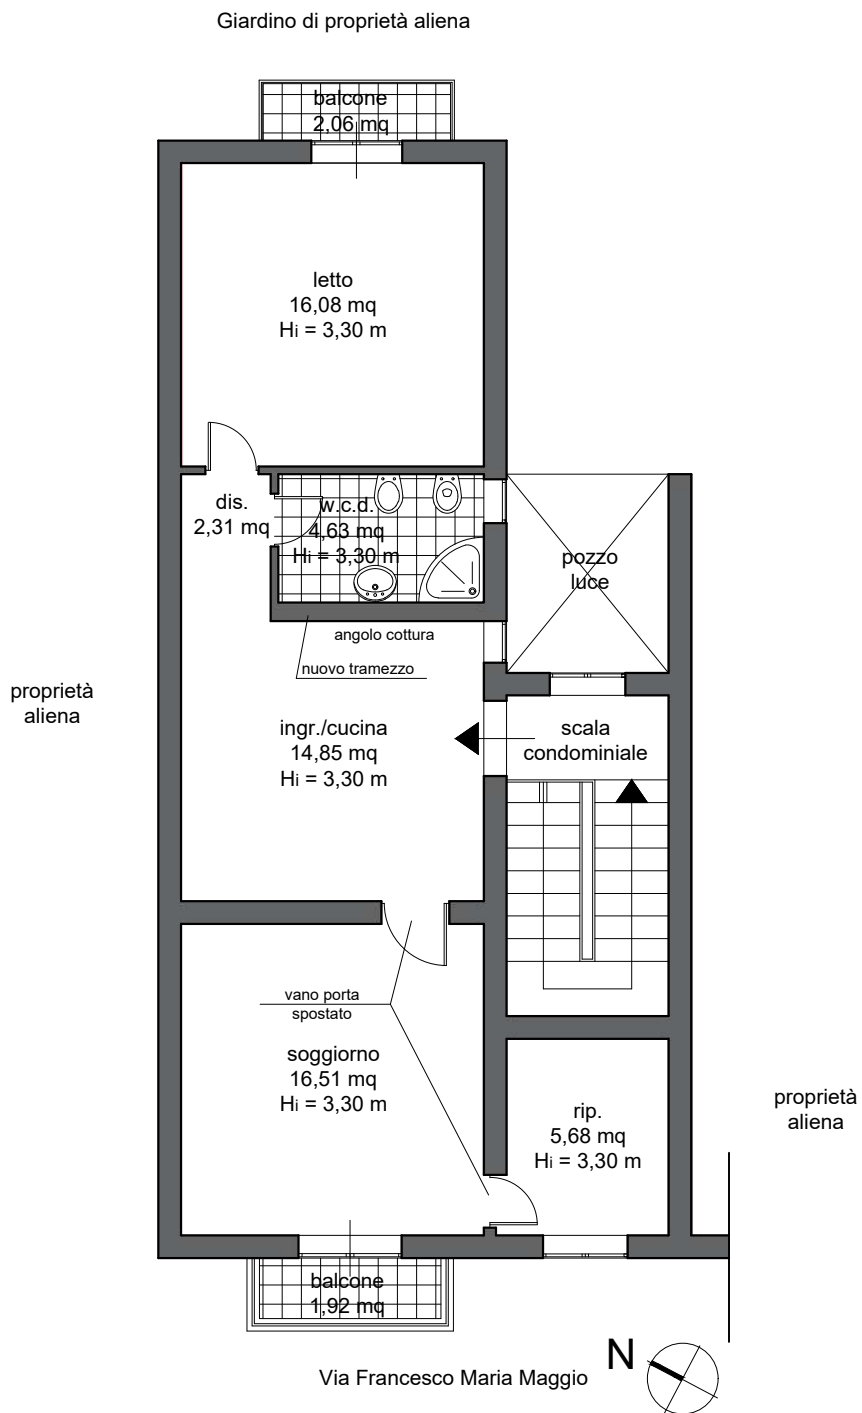 Giardino di proprietà aliena
balcone
2,06 mq
letto
16,08 mq
Hi = 3,30 m
dis.
2,31 mq
w.c.d.
4,63 mq
Hi = 3,30 m
pozzo
luce
angolo cottura
nuovo tramezzo
proprietà
aliena
ingr./cucina
14,85 mq
Hi = 3,30 m
scala
condominiale
vano porta
spostato
soggiorno
16,51 mq
Hi = 3,30 m
rip.
5,68 mq
Hi = 3,30 m
proprietà
aliena
balcone
1,92 mq
Via Francesco Maria Maggio
N